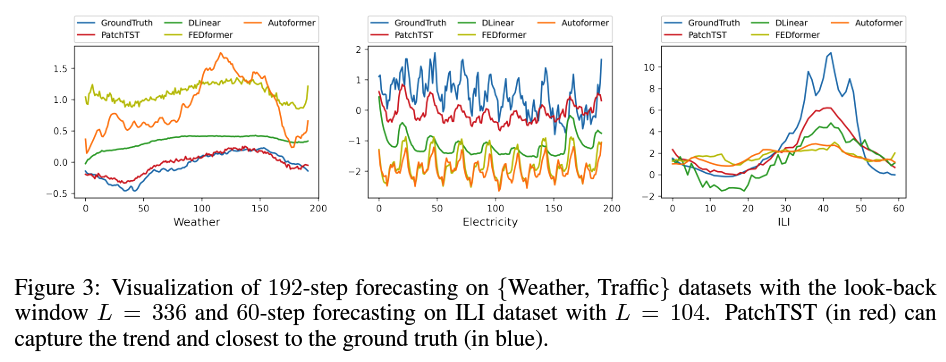 GroundTruth DLinear Autoformer
PatchTST FEDformer
1.5
1.0
0.5
0.0
−0.5
0 50 100 150 200
Weather
GroundTruth DLinear Autoformer
PatchTST FEDformer
2
1
0
−1
−2
0 50 100 150 200
Electricity
GroundTruth DLinear Autoformer
PatchTST FEDformer
10
8
6
4
2
0
−2
0 10 20 30 40 50 60
ILI
Figure 3: Visualization of 192-step forecasting on {Weather, Traffic} datasets with the look-back
window L = 336 and 60-step forecasting on ILI dataset with L = 104. PatchTST (in red) can
capture the trend and closest to the ground truth (in blue).